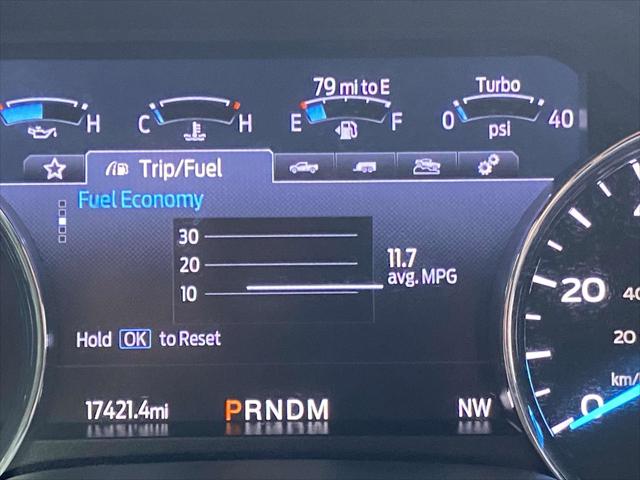 79 mi to E
Turbo
H
C
H
E
F
0
psi
40
Trip/Fuel
Fuel Economy
30
20
10
11.7
avg. MPG
Hold OK to Reset
17421.4mi
PRNDM
NW
20
40
20
km/
0